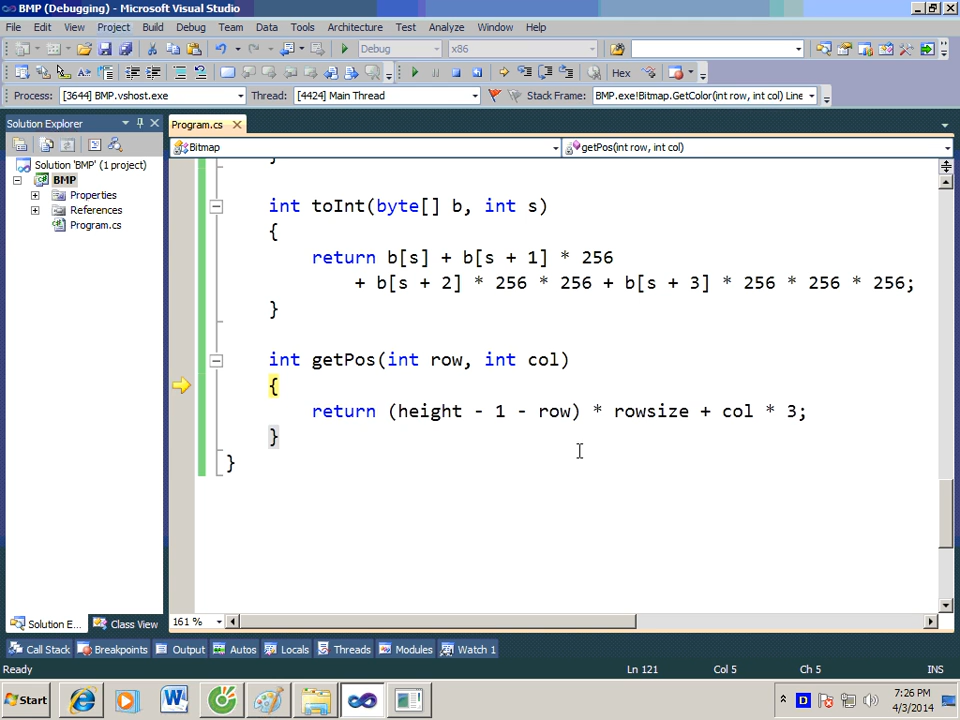 BMP (Debugging) - Microsoft Visual Studio
File Edit View Project Build Debug Team Data Tools Architecture Test Analyze Window Help
Debug x86
Hex
Process: [3644] BMP.vshost.exe Thread: [4424] Main Thread Stack Frame: BMP.exe!Bitmap.GetColor(int row, int col) Line
Solution Explorer
Program.cs
Bitmap getPos(int row, int col)
Solution 'BMP' (1 project)
BMP
Properties
References
Program.cs
}
int toInt(byte[] b, int s)
{
return b[s] + b[s + 1] * 256
+ b[s + 2] * 256 * 256 + b[s + 3] * 256 * 256 * 256;
}
int getPos(int row, int col)
{
return (height - 1 - row) * rowsize + col * 3;
}
}
Solution E... Class View 161 %
Call Stack Breakpoints Output Autos Locals Threads Modules Watch 1
Ready Ln 121 Col 5 Ch 5 INS
Start D 7:26 PM
4/3/2014